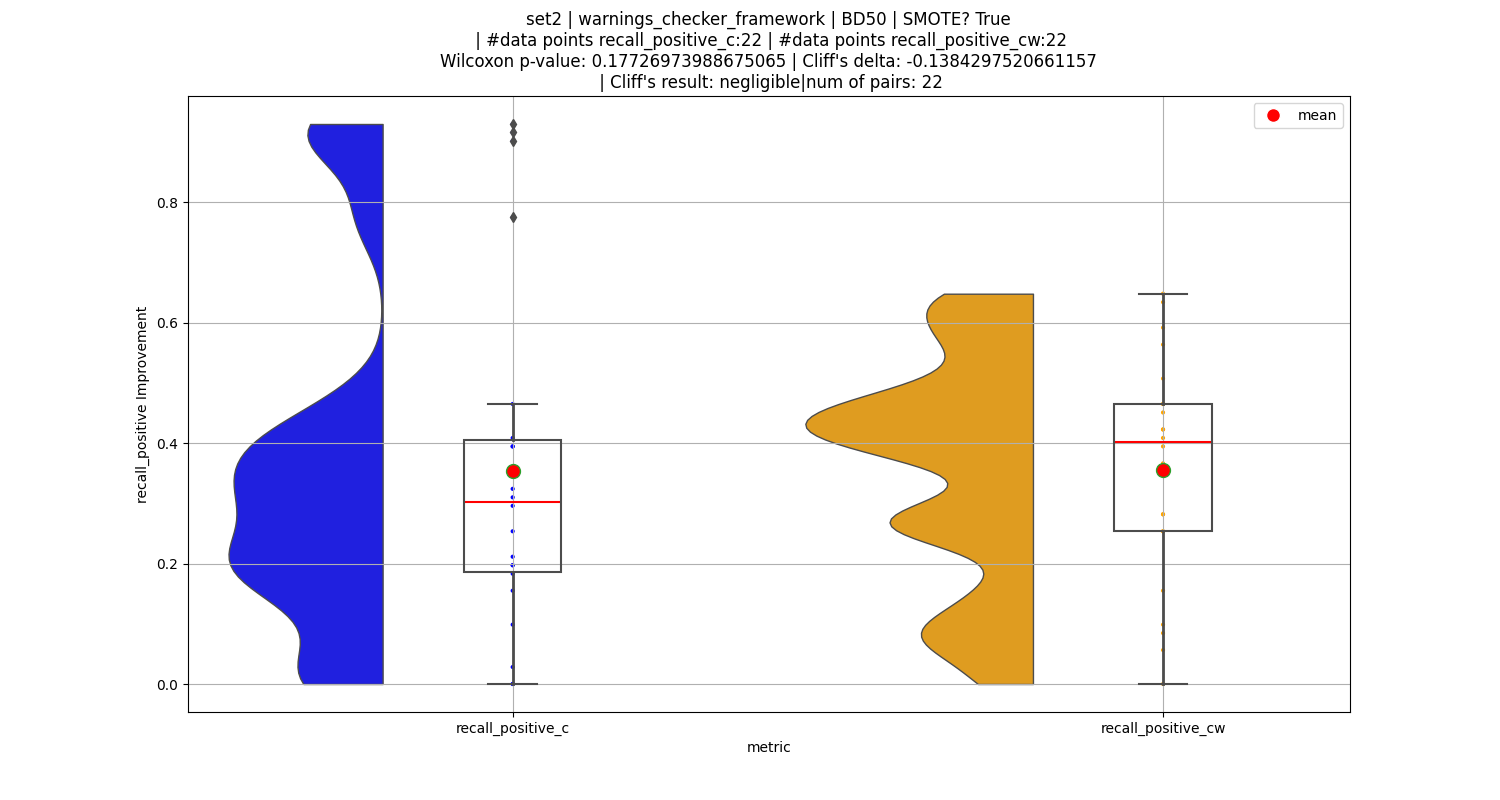 set2 | warnings_checker_framework | BD50 | SMOTE? True
| #data points recall_positive_c:22 | #data points recall_positive_cw:22
Wilcoxon p-value: 0.17726973988675065 | Cliff's delta: -0.1384297520661157
| Cliff's result: negligible|num of pairs: 22
mean
0.8
0.6
0.4
0.2
0.0
recall_positive Improvement
recall_positive_c
recall_positive_cw
metric